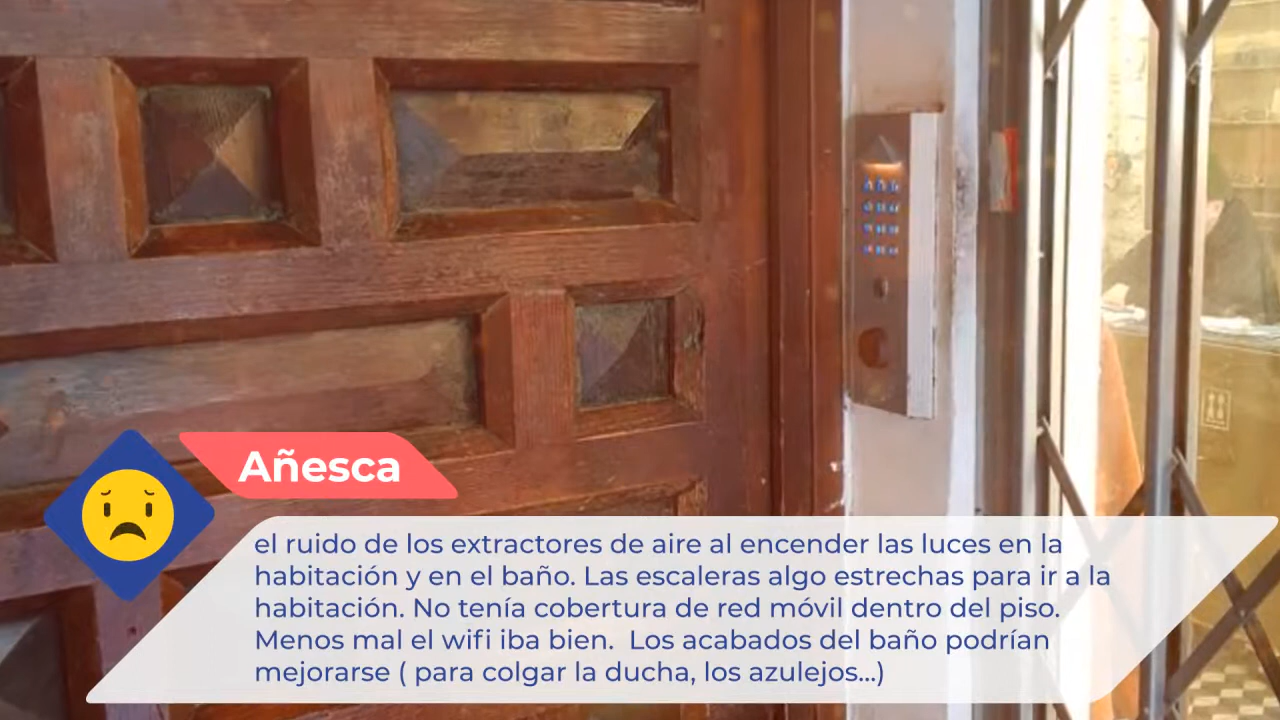 Añesca
el ruido de los extractores de aire al encender las luces en la
habitación y en el baño. Las escaleras algo estrechas para ir a la
habitación. No tenía cobertura de red móvil dentro del piso.
Menos mal el wifi iba bien.  Los acabados del baño podrían
mejorarse ( para colgar la ducha, los azulejos...)